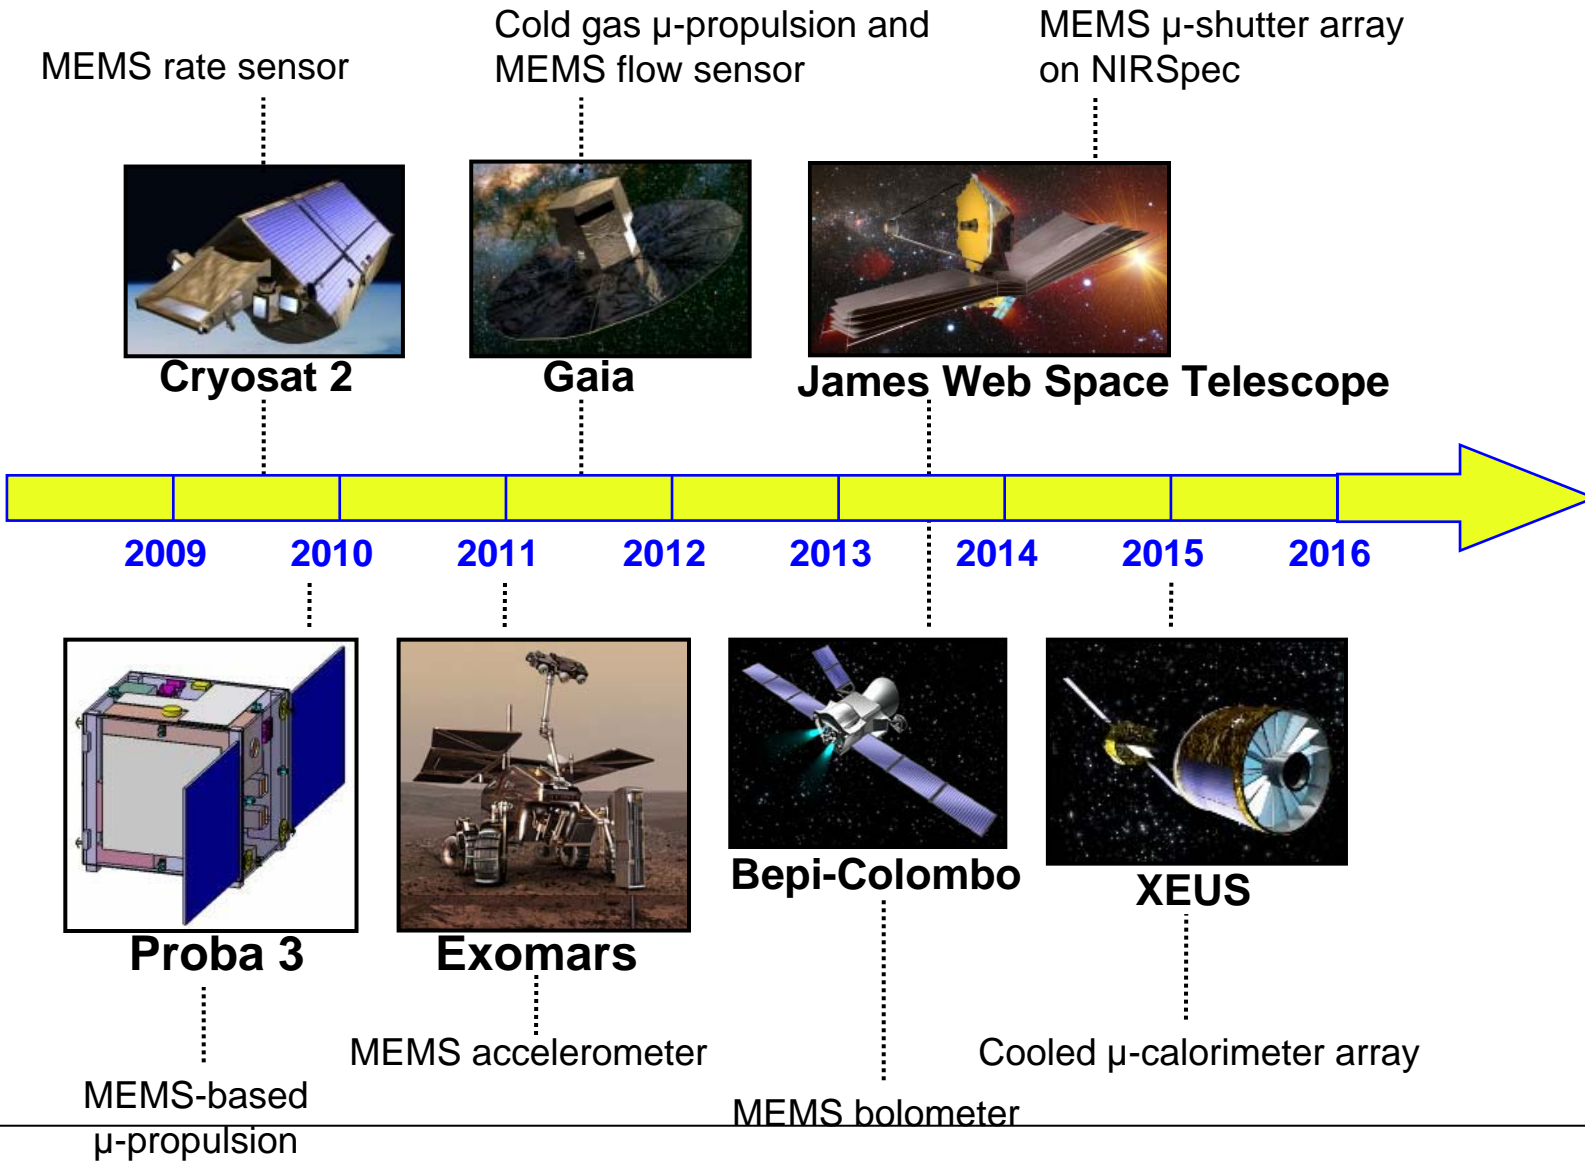 MEMS rate sensor
Cold gas µ-propulsion and
MEMS flow sensor
MEMS µ-shutter array
on NIRSpec
Cryosat 2
Gaia
James Web Space Telescope
2009
2010
2011
2012
2013
2014
2015
2016
Proba 3
Exomars
Bepi-Colombo
XEUS
MEMS-based
µ-propulsion
MEMS accelerometer
MEMS bolometer
Cooled µ-calorimeter array